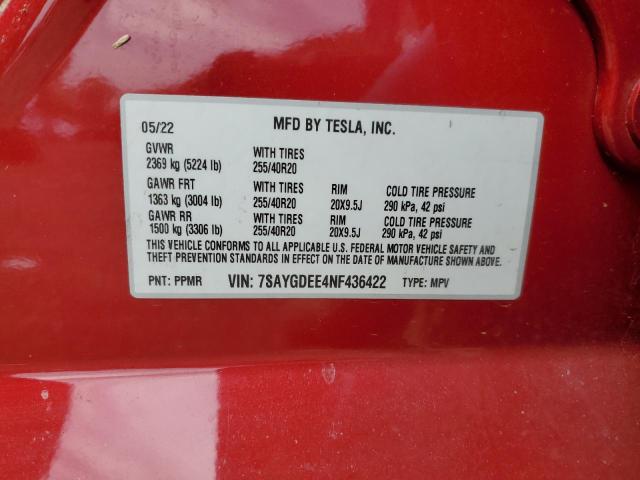 05/22 MFD BY TESLA, INC.
GVWR WITH TIRES
2369 kg (5224 lb) 255/40R20
GAWR FRT WITH TIRES RIM COLD TIRE PRESSURE
1363 kg (3004 lb) 255/40R20 20X9.5J 290 kPa, 42 psi
GAWR RR WITH TIRES RIM COLD TIRE PRESSURE
1500 kg (3306 lb) 255/40R20 20X9.5J 290 kPa, 42 psi
THIS VEHICLE CONFORMS TO ALL APPLICABLE U.S. FEDERAL MOTOR VEHICLE SAFETY AND
THEFT PREVENTION STANDARDS IN EFFECT ON THE DATE OF MANUFACTURE SHOWN ABOVE.
PNT: PPMR VIN: 7SAYGDEE4NF436422 TYPE: MPV